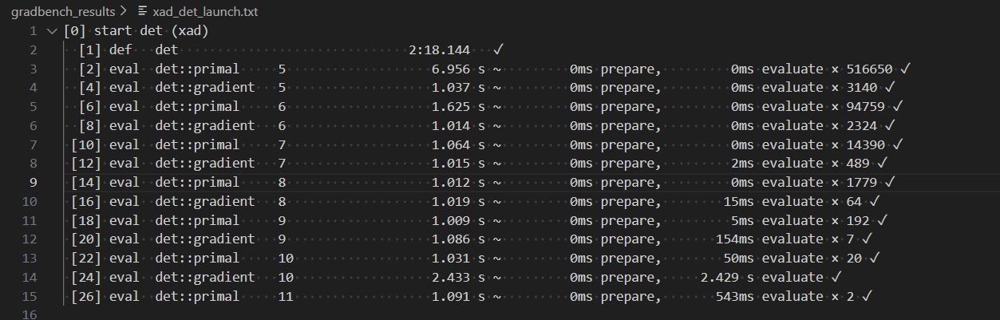 gradbench_results > xad_det_launch.txt
1 [0] start det (xad)
2 [1] def det 2:18.144 ✓
3 [2] eval det::primal 5 6.956 s ~ 0ms prepare, 0ms evaluate × 516650 ✓
4 [4] eval det::gradient 5 1.037 s ~ 0ms prepare, 0ms evaluate × 3140 ✓
5 [6] eval det::primal 6 1.625 s ~ 0ms prepare, 0ms evaluate × 94759 ✓
6 [8] eval det::gradient 6 1.014 s ~ 0ms prepare, 0ms evaluate × 2324 ✓
7 [10] eval det::primal 7 1.064 s ~ 0ms prepare, 0ms evaluate × 14390 ✓
8 [12] eval det::gradient 7 1.015 s ~ 0ms prepare, 2ms evaluate × 489 ✓
9 [14] eval det::primal 8 1.012 s ~ 0ms prepare, 0ms evaluate × 1779 ✓
10 [16] eval det::gradient 8 1.019 s ~ 0ms prepare, 15ms evaluate × 64 ✓
11 [18] eval det::primal 9 1.009 s ~ 0ms prepare, 5ms evaluate × 192 ✓
12 [20] eval det::gradient 9 1.086 s ~ 0ms prepare, 154ms evaluate × 7 ✓
13 [22] eval det::primal 10 1.031 s ~ 0ms prepare, 50ms evaluate × 20 ✓
14 [24] eval det::gradient 10 2.433 s ~ 0ms prepare, 2.429 s evaluate ✓
15 [26] eval det::primal 11 1.091 s ~ 0ms prepare, 543ms evaluate × 2 ✓
16